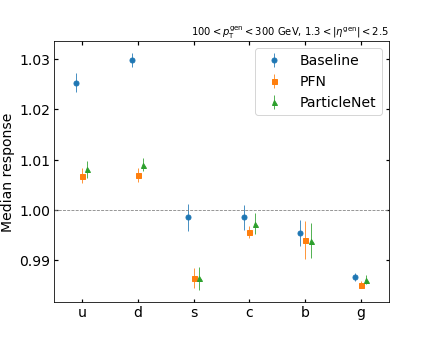 100 < p_T^gen < 300 GeV, 1.3 < |η^gen| < 2.5
1.03
1.02
1.01
1.00
0.99
Median response
Baseline
PFN
ParticleNet
u d s c b g